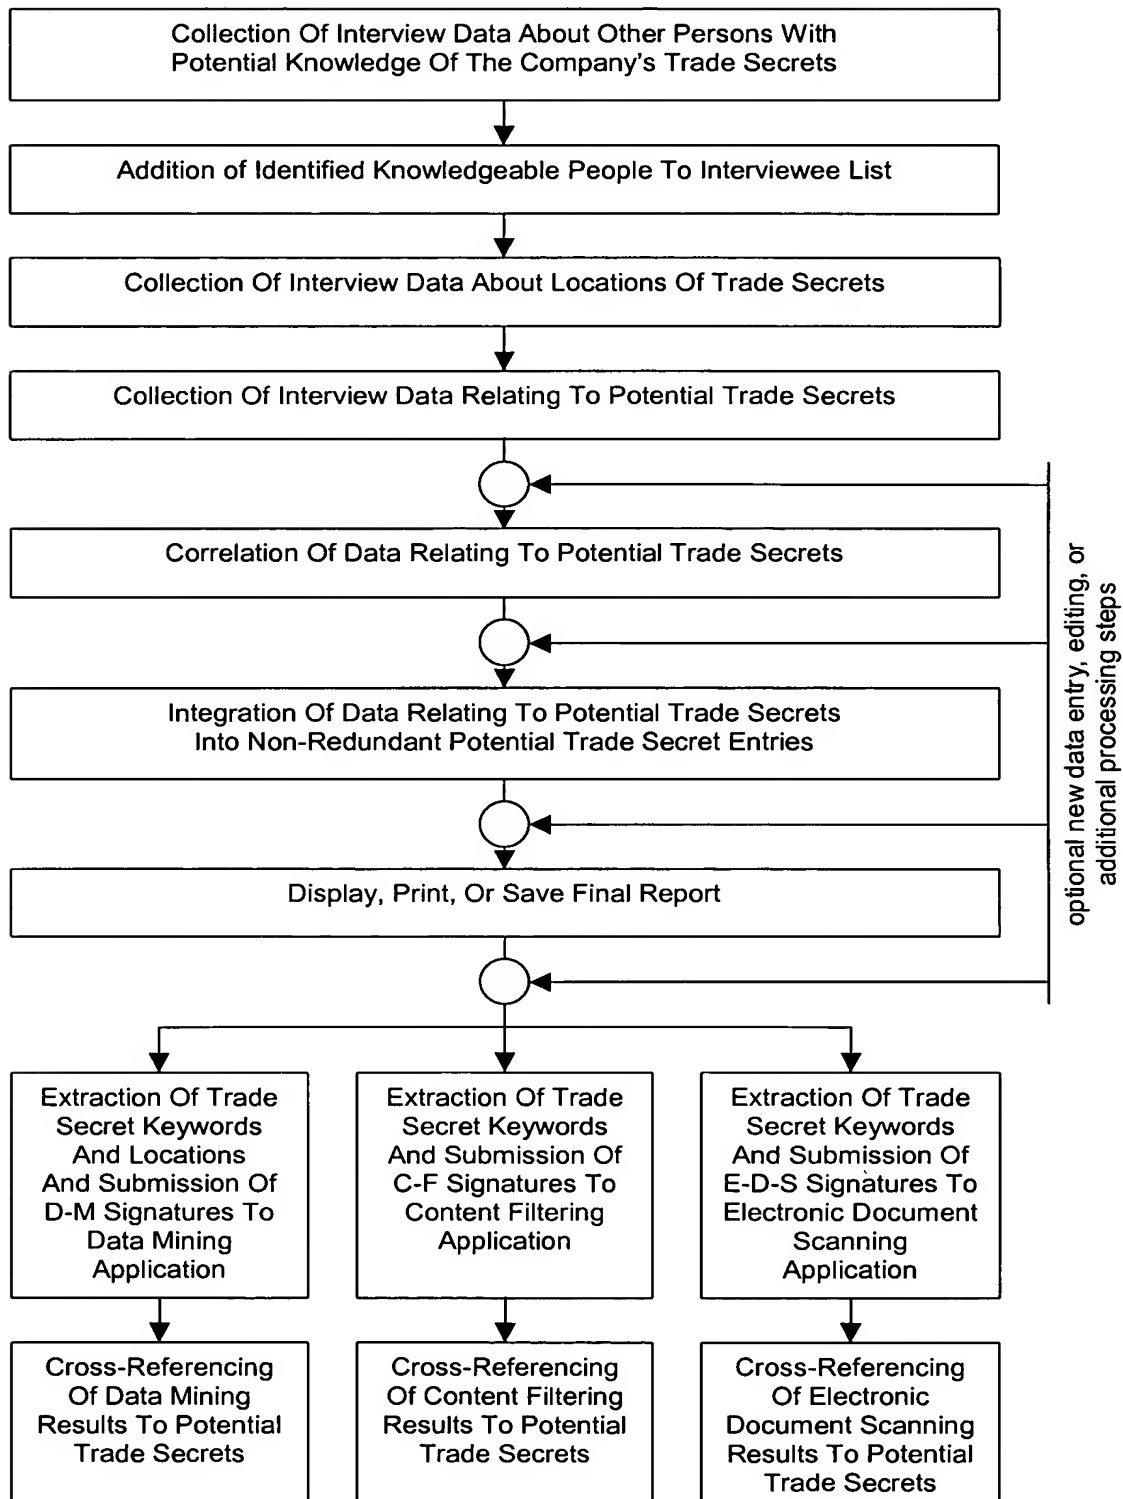 Collection Of Interview Data About Other Persons With
Potential Knowledge Of The Company's Trade Secrets
Addition of Identified Knowledgeable People To Interviewee List
Collection Of Interview Data About Locations Of Trade Secrets
Collection Of Interview Data Relating To Potential Trade Secrets
Correlation Of Data Relating To Potential Trade Secrets
Integration Of Data Relating To Potential Trade Secrets
Into Non-Redundant Potential Trade Secret Entries
Display, Print, Or Save Final Report
optional new data entry, editing, or
additional processing steps
Extraction Of Trade
Secret Keywords
And Locations
And Submission Of
D-M Signatures To
Data Mining
Application
Extraction Of Trade
Secret Keywords
And Submission Of
C-F Signatures To
Content Filtering
Application
Extraction Of Trade
Secret Keywords
And Submission Of
E-D-S Signatures To
Electronic Document
Scanning
Application
Cross-Referencing
Of Data Mining
Results To Potential
Trade Secrets
Cross-Referencing
Of Content Filtering
Results To Potential
Trade Secrets
Cross-Referencing
Of Electronic
Document Scanning
Results To Potential
Trade Secrets